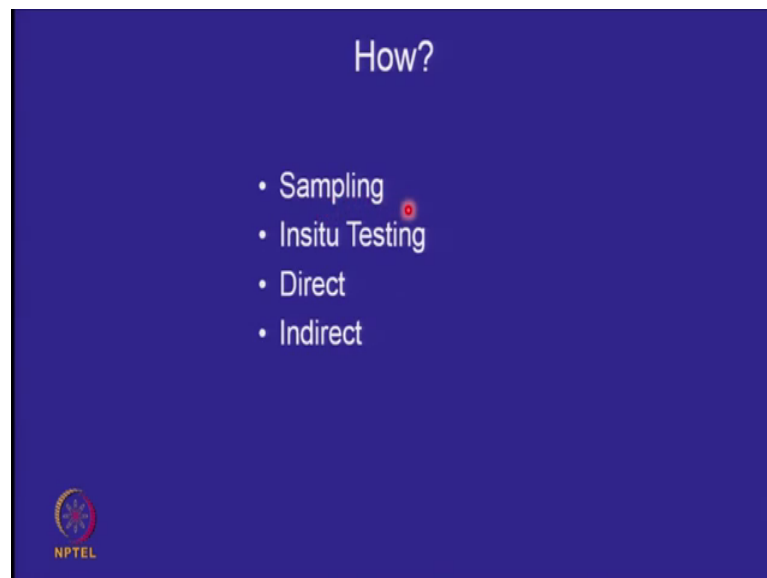 How?
• Sampling
• Insitu Testing
• Direct
• Indirect
NPTEL